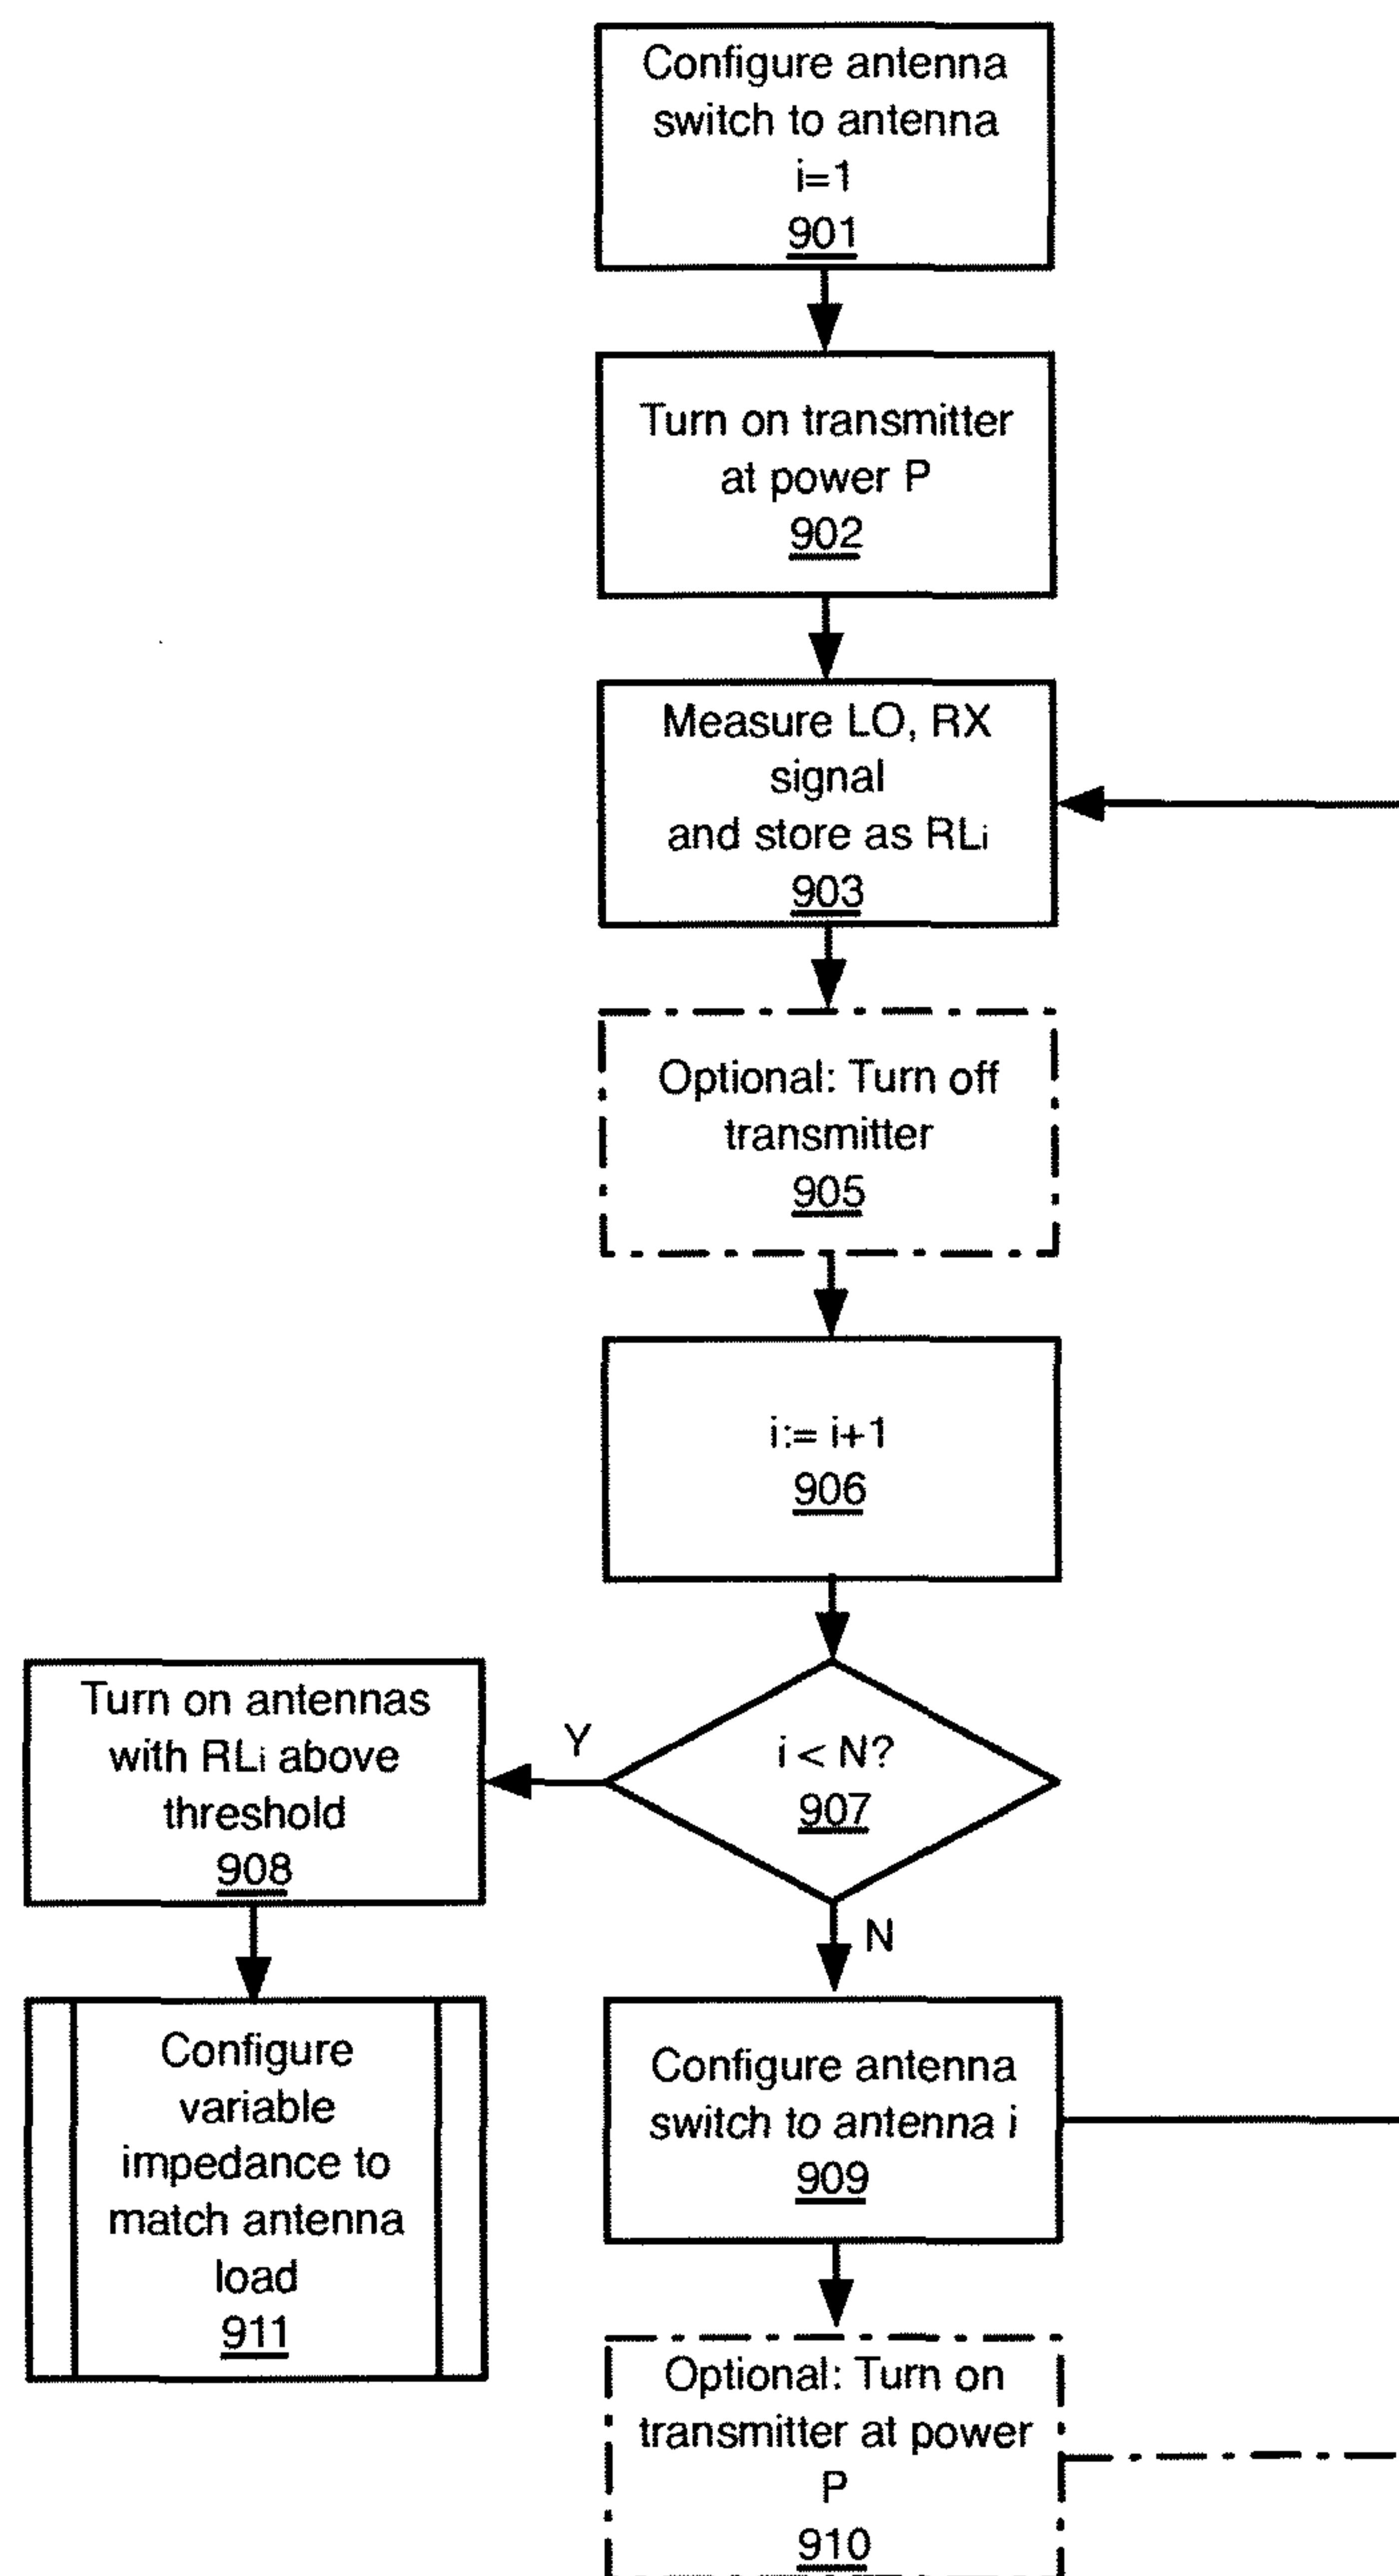 Configure antenna
switch to antenna
i=1
901
Turn on transmitter
at power P
902
Measure LO, RX
signal
and store as RLi
903
Optional: Turn off
transmitter
905
i:= i+1
906
i < N?
907
Y
N
Turn on antennas
with RLi above
threshold
908
Configure
variable
impedance to
match antenna
load
911
Configure antenna
switch to antenna i
909
Optional: Turn on
transmitter at power
P
910